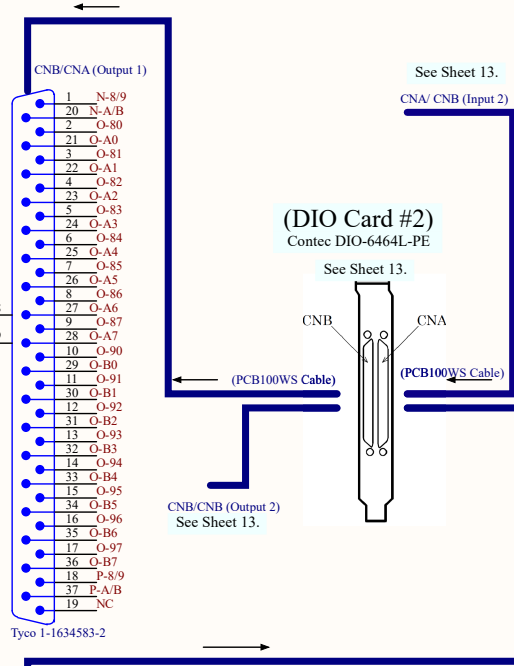 CNB/CNA (Output 1)
1 N-8/9
20 N-A/B
2 O-80
21 O-A0
3 O-81
22 O-A1
4 O-82
23 O-A2
5 O-83
24 O-A3
6 O-84
25 O-A4
7 O-85
26 O-A5
8 O-86
27 O-A6
9 O-87
28 O-A7
10 O-90
29 O-B0
11 O-91
30 O-B1
12 O-92
31 O-B2
13 O-93
32 O-B3
14 O-94
33 O-B4
15 O-95
34 O-B5
16 O-96
35 O-B6
17 O-97
36 O-B7
18 P-8/9
37 P-A/B
19 NC
Tyco 1-1634583-2
See Sheet 13.
CNA/ CNB (Input 2)
(DIO Card #2)
Contec DIO-6464L-PE
See Sheet 13.
CNB
CNA
(PCB100WS Cable)
(PCB100WS Cable)
CNB/CNB (Output 2)
See Sheet 13.